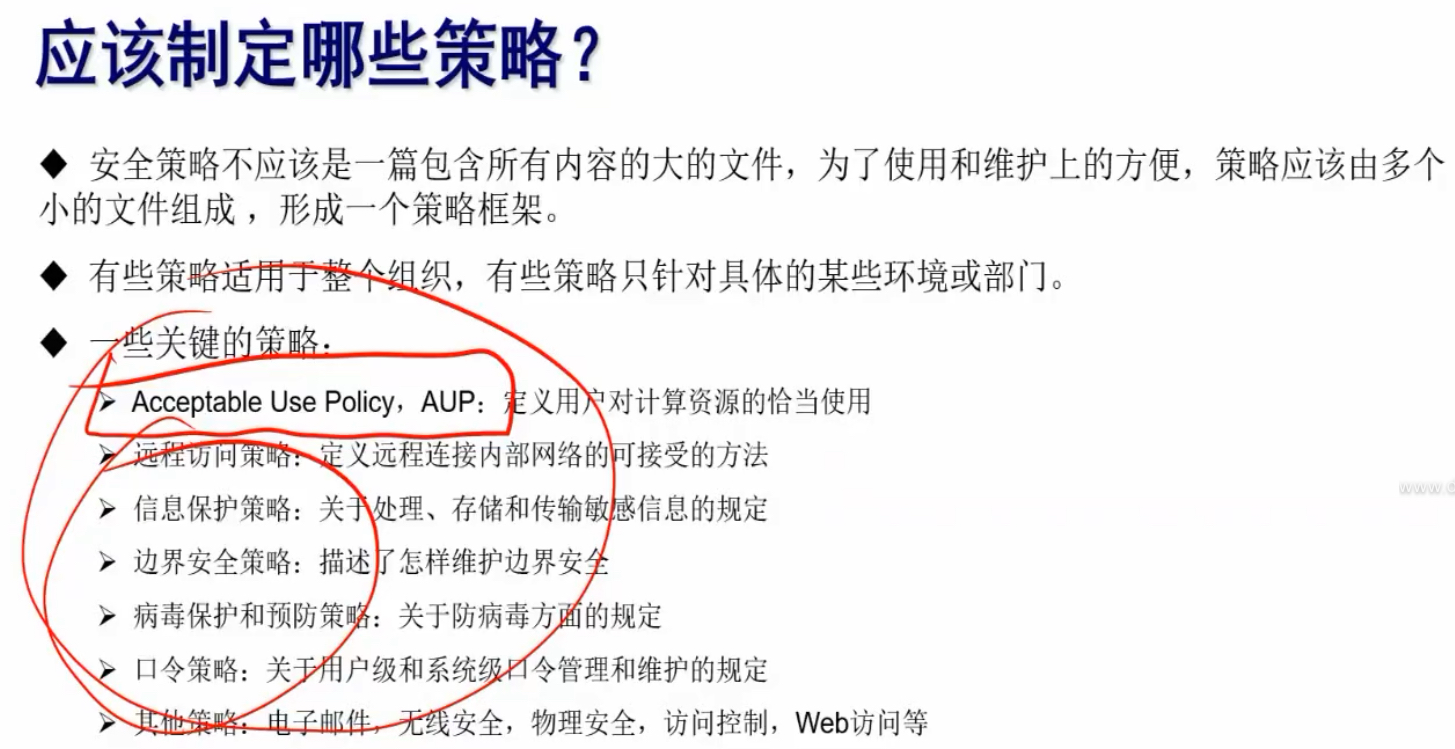 应该制定哪些策略？
◆ 安全策略不应该是一篇包含所有内容的大的文件，为了使用和维护上的方便，策略应该由多个
小的文件组成 ，形成一个策略框架。
◆ 有些策略适用于整个组织，有些策略只针对具体的某些环境或部门。
◆ 一些关键的策略：
➢ Acceptable Use Policy，AUP：定义用户对计算资源的恰当使用
➢ 远程访问策略：定义远程连接内部网络的可接受的方法
➢ 信息保护策略：关于处理、存储和传输敏感信息的规定
➢ 边界安全策略：描述了怎样维护边界安全
➢ 病毒保护和预防策略：关于防病毒方面的规定
➢ 口令策略：关于用户级和系统级口令管理和维护的规定
➢ 其他策略：电子邮件，无线安全，物理安全，访问控制，Web访问等